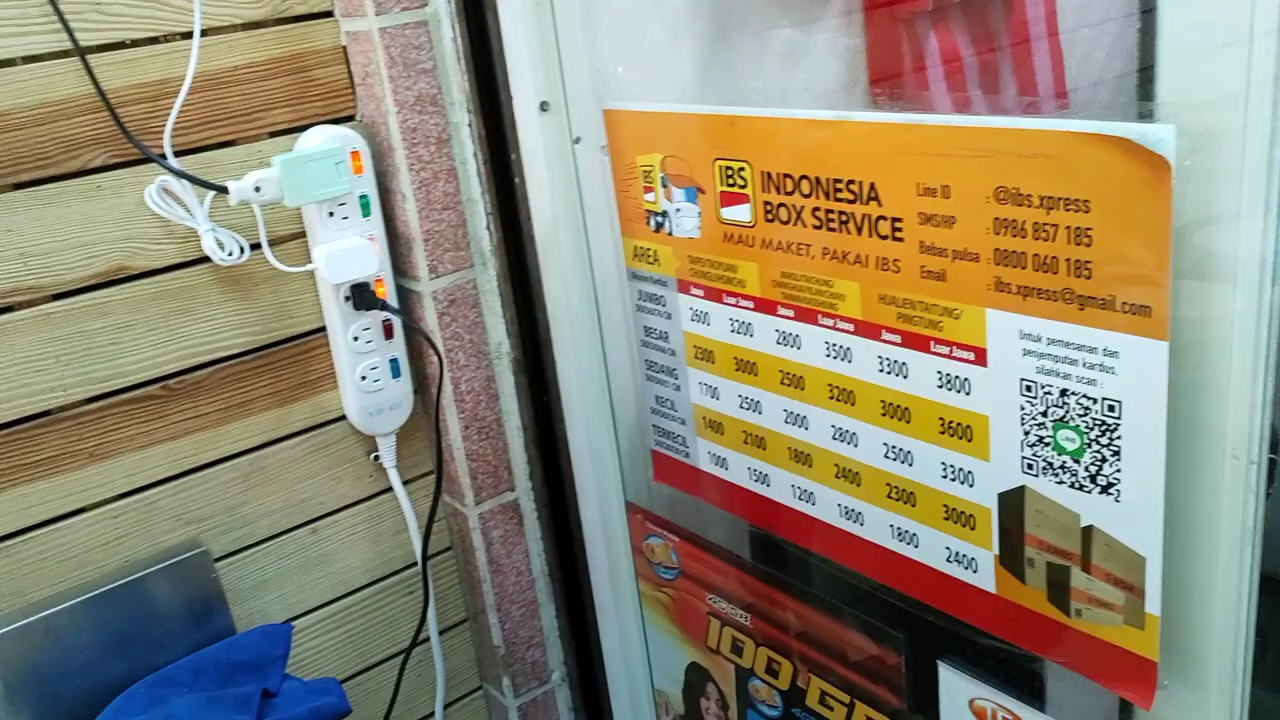 IBS
INDONESIA
BOX SERVICE
MAU MAKET, PAKAI IBS
Line ID : @ibs.xpress
SMS/HP : 0986 857 185
Bebas pulsa : 0800 060 185
Email : ibs.xpress@gmail.com
AREA
HUALIEN/TAITUNG/
PINGTUNG
Jawa Luar Jawa Jawa Luar Jawa Jawa Luar Jawa
JUMBO 2600 3200 2800 3500 3300 3800
BESAR 2300 3000 2500 3200 3000 3600
SEDANG 1700 2500 2000 2800 2500 3300
KECIL 1400 2100 1800 2400 2300 3000
TERKECIL 1000 1500 1200 1800 1800 2400
Untuk pemesanan dan
penjemputan kardus,
silahkan scan :
LINE
100